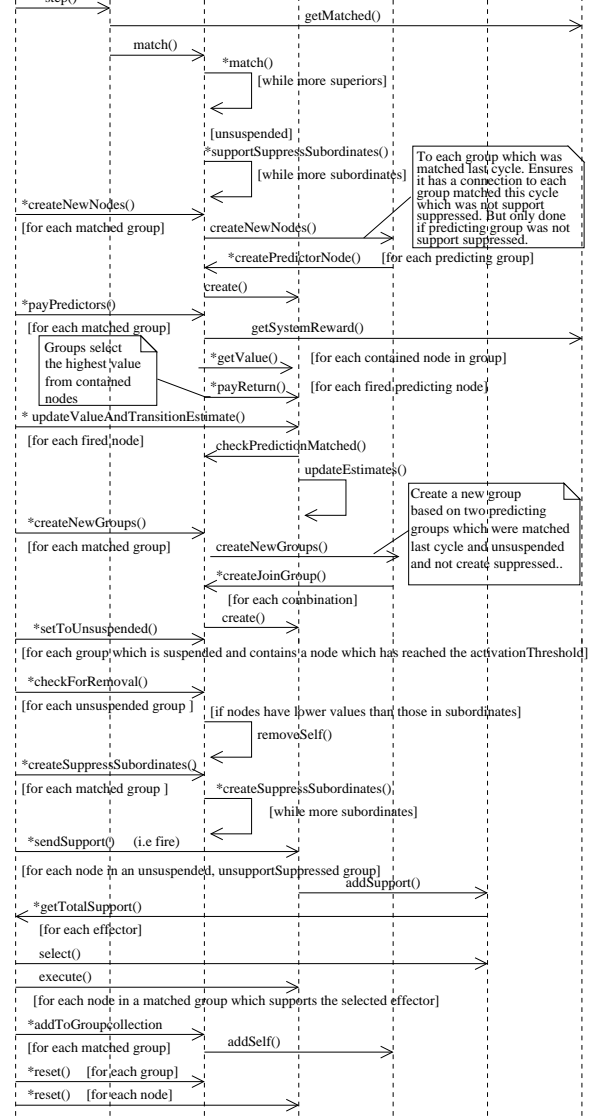 step()
getMatched()
match()
*match()
[while more superiors]
[unsuspended]
*supportSuppressSubordinates()
[while more subordinates]
To each group which was
matched last cycle. Ensures
it has a connection to each
group matched this cycle
which was not support
suppressed. But only done
if predicting group was not
support suppressed.
*createNewNodes()
[for each matched group]
createNewNodes()
*createPredictorNode()
[for each predicting group]
create()
*payPredictors()
[for each matched group]
getSystemReward()
Groups select
the highest value
from contained
nodes
*getValue()
[for each contained node in group]
*payReturn()
[for each fired predicting node]
* updateValueAndTransitionEstimate()
[for each fired node]
checkPredictionMatched()
updateEstimates()
Create a new group
based on two predicting
groups which were matched
last cycle and unsuspended
and not create suppressed..
*createNewGroups()
[for each matched group]
createNewGroups()
*createJoinGroup()
[for each combination]
create()
*setToUnsuspended()
[for each group which is suspended and contains a node which has reached the activationThreshold]
*checkForRemoval()
[for each unsuspended group ]
[if nodes have lower values than those in subordinates]
removeSelf()
*createSuppressSubordinates()
[for each matched group ]
*createSuppressSubordinates()
[while more subordinates]
*sendSupport() (i.e fire)
[for each node in an unsuspended, unsupportSuppressed group]
addSupport()
*getTotalSupport()
[for each effector]
select()
execute()
[for each node in a matched group which supports the selected effector]
*addToGroupcollection
[for each matched group]
addSelf()
*reset() [for each group]
*reset() [for each node]